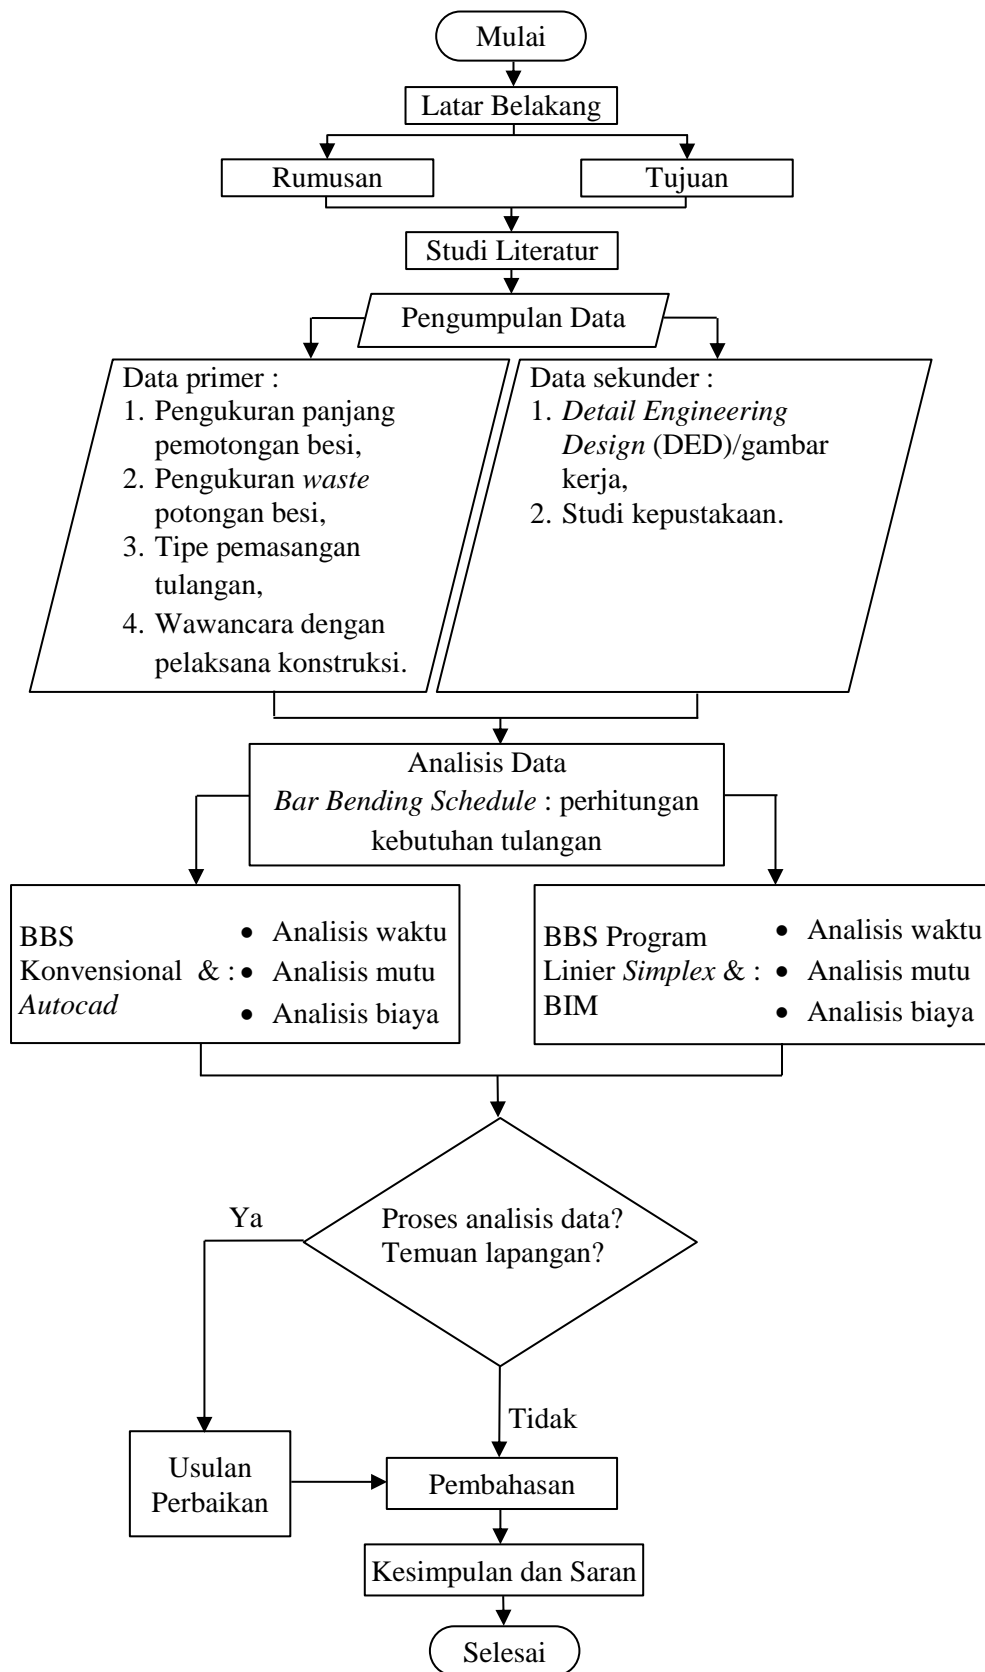 Mulai
Latar Belakang
Rumusan
Tujuan
Studi Literatur
Pengumpulan Data
Data primer :
1. Pengukuran panjang
pemotongan besi,
2. Pengukuran waste
potongan besi,
3. Tipe pemasangan
tulangan,
4. Wawancara dengan
pelaksana konstruksi.
Data sekunder :
1. Detail Engineering
Design (DED)/gambar
kerja,
2. Studi kepustakaan.
Analisis Data
Bar Bending Schedule : perhitungan
kebutuhan tulangan
BBS
Konvensional & :
Autocad
• Analisis waktu
• Analisis mutu
• Analisis biaya
BBS Program
Linier Simplex & :
BIM
• Analisis waktu
• Analisis mutu
• Analisis biaya
Proses analisis data?
Temuan lapangan?
Ya
Tidak
Usulan
Perbaikan
Pembahasan
Kesimpulan dan Saran
Selesai